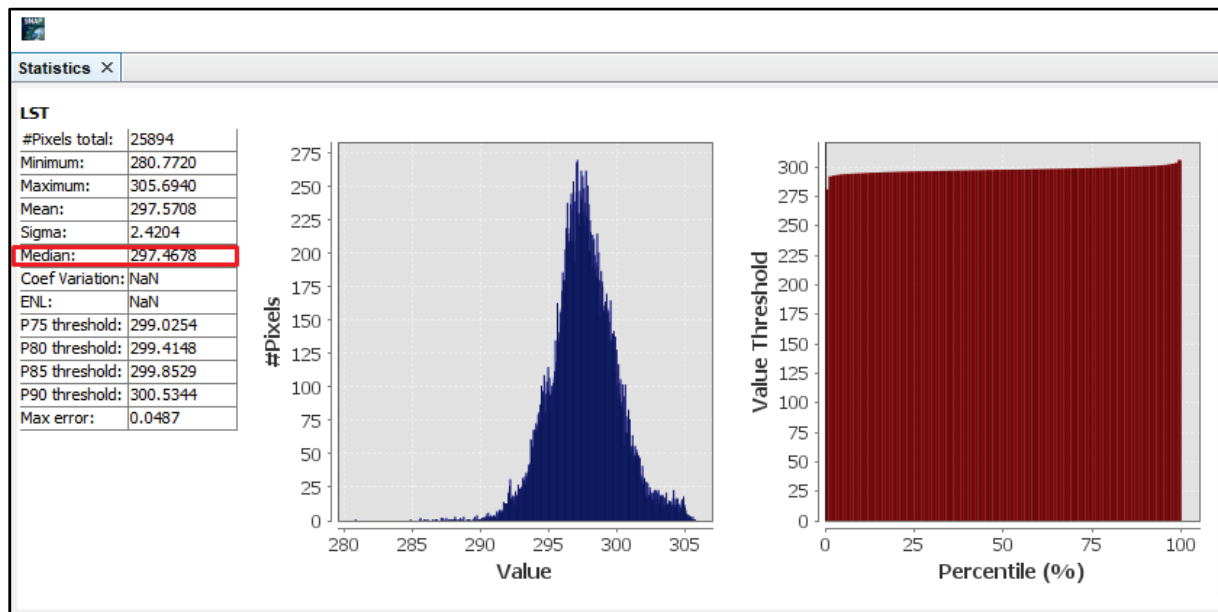 SNAP
Statistics ×
LST
#Pixels total: 25894
Minimum: 280.7720
Maximum: 305.6940
Mean: 297.5708
Sigma: 2.4204
Median: 297.4678
Coef Variation: NaN
ENL: NaN
P75 threshold: 299.0254
P80 threshold: 299.4148
P85 threshold: 299.8529
P90 threshold: 300.5344
Max error: 0.0487
#Pixels
275
250
225
200
175
150
125
100
75
50
25
0
280 285 290 295 300 305
Value
Value Threshold
300
275
250
225
200
175
150
125
100
75
50
25
0
0 25 50 75 100
Percentile (%)